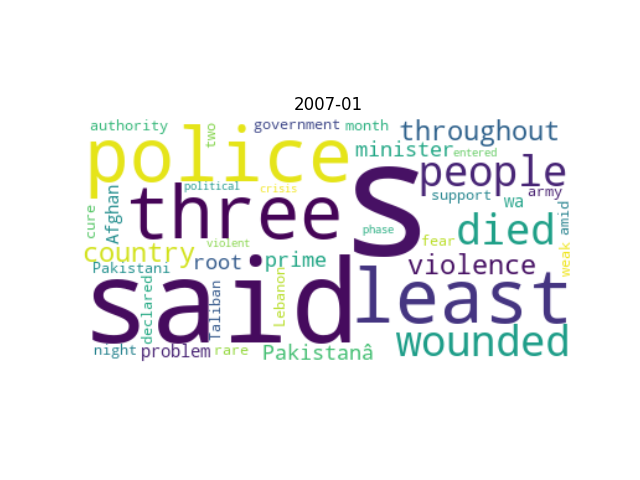 2007-01
authority
two
government
month
throughout
police
minister
entered
people
Afghan
three
political
crisis
s
support
army
cure
wa
amid
phase
died
country
violent
fear
weak
root
prime
violence
Pakistani
said
Taliban
Lebanon
least
declared
wounded
night
problem
rare
Pakistanâ